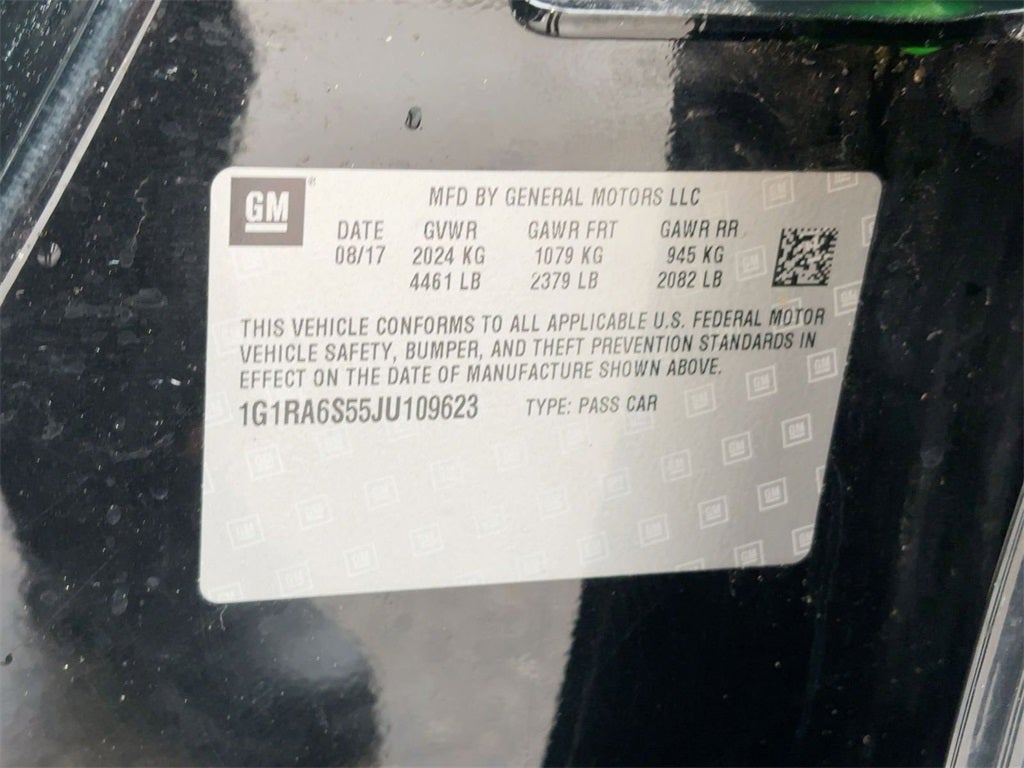 GM
MFD BY GENERAL MOTORS LLC
DATE GVWR GAWR FRT GAWR RR
08/17 2024 KG 1079 KG 945 KG
4461 LB 2379 LB 2082 LB
THIS VEHICLE CONFORMS TO ALL APPLICABLE U.S. FEDERAL MOTOR
VEHICLE SAFETY, BUMPER, AND THEFT PREVENTION STANDARDS IN
EFFECT ON THE DATE OF MANUFACTURE SHOWN ABOVE.
1G1RA6S55JU109623 TYPE: PASS CAR